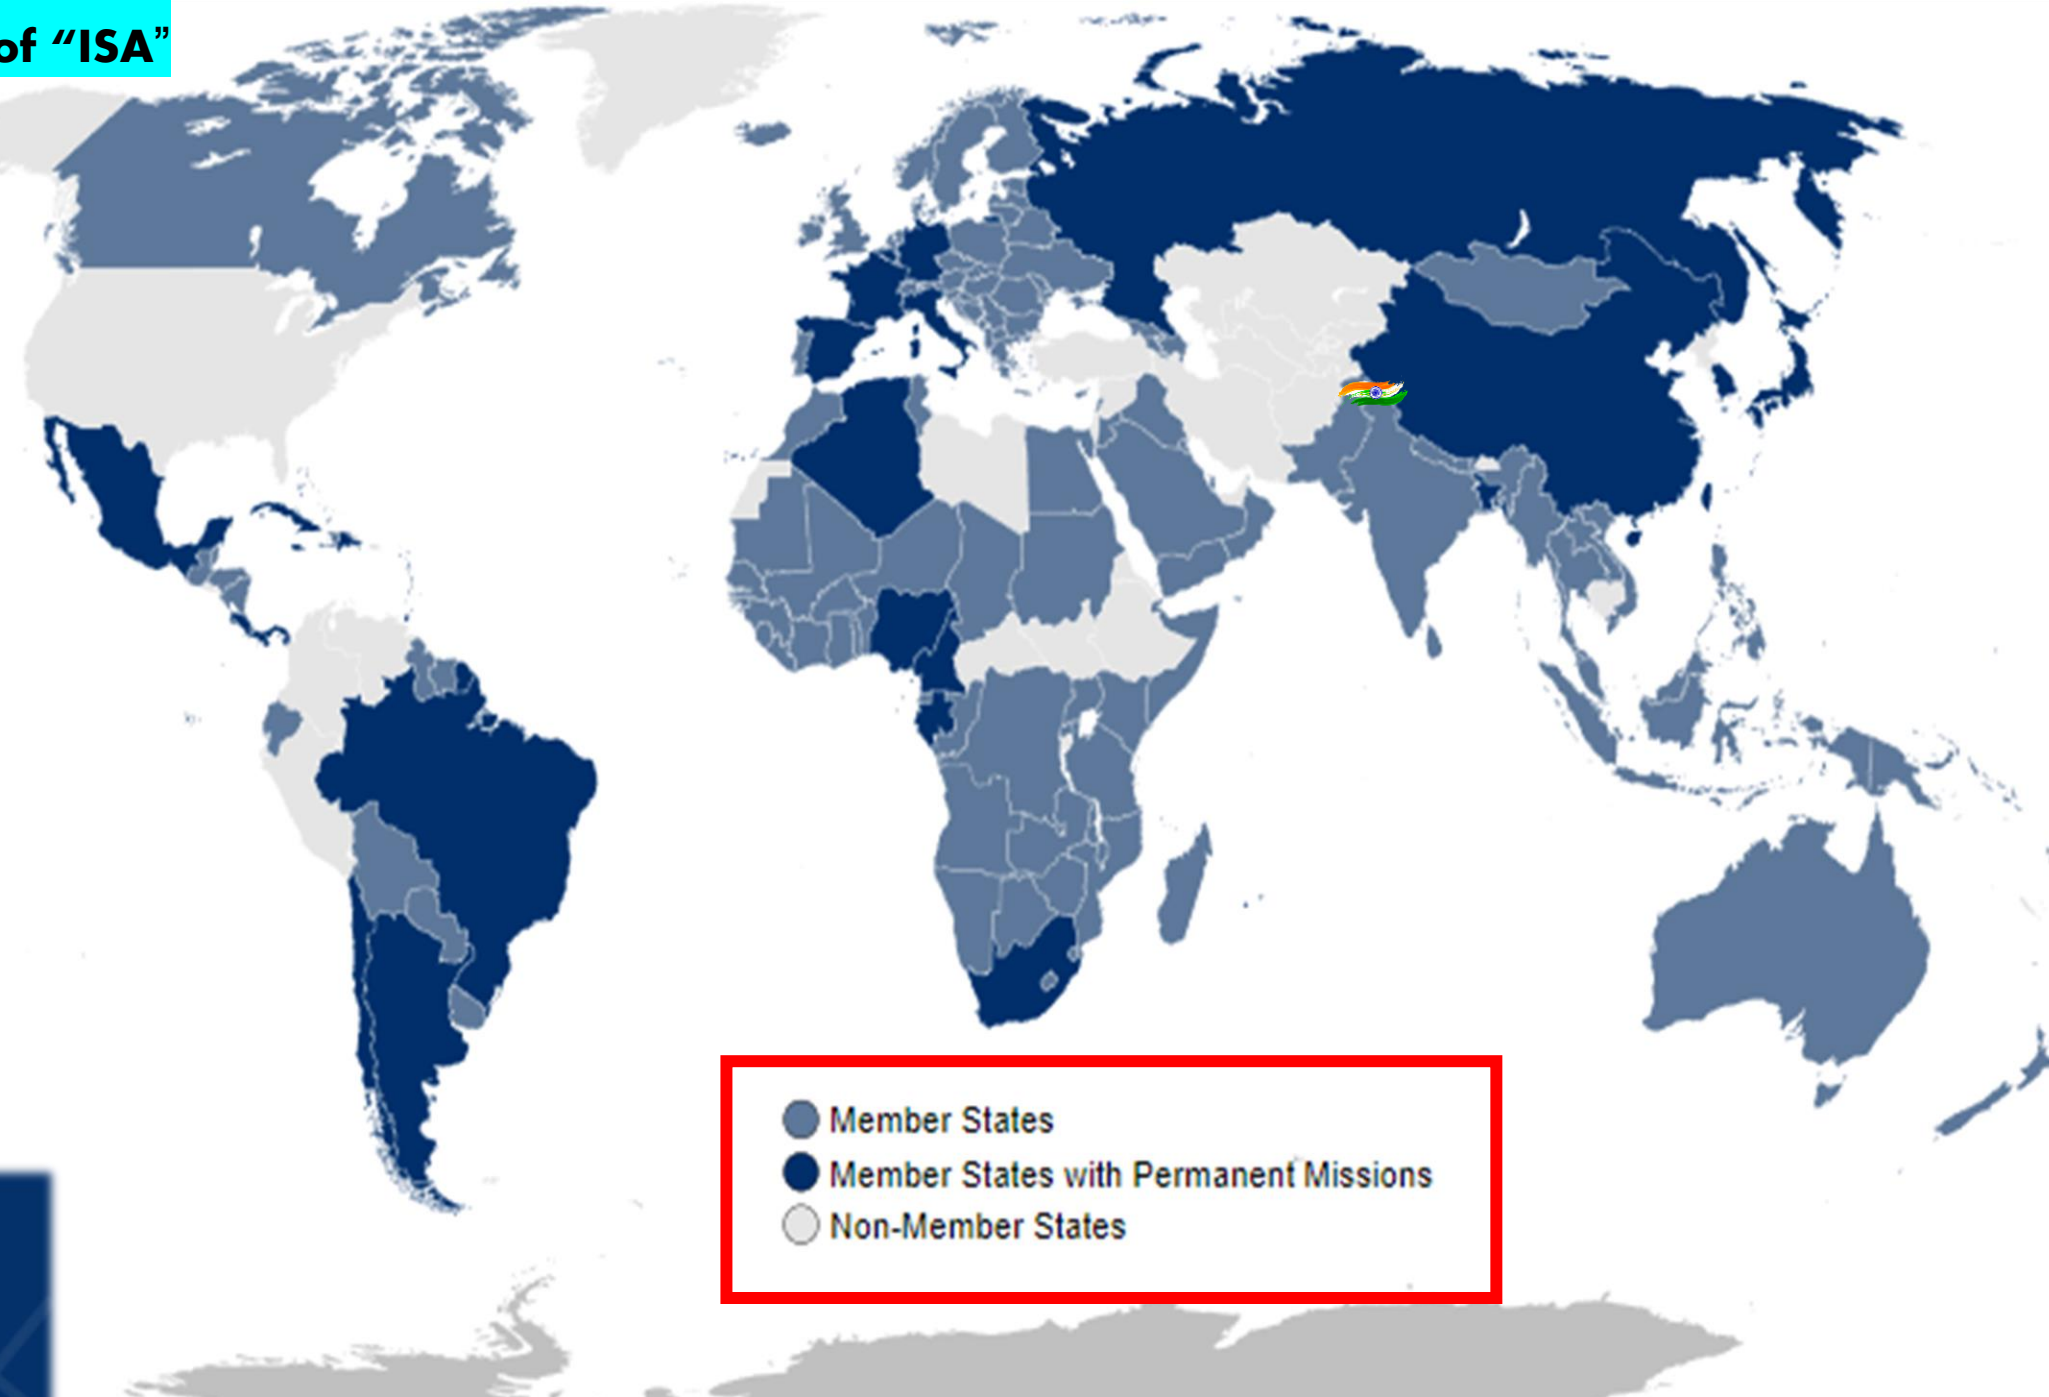 of “ISA”
Member States
Member States with Permanent Missions
Non-Member States